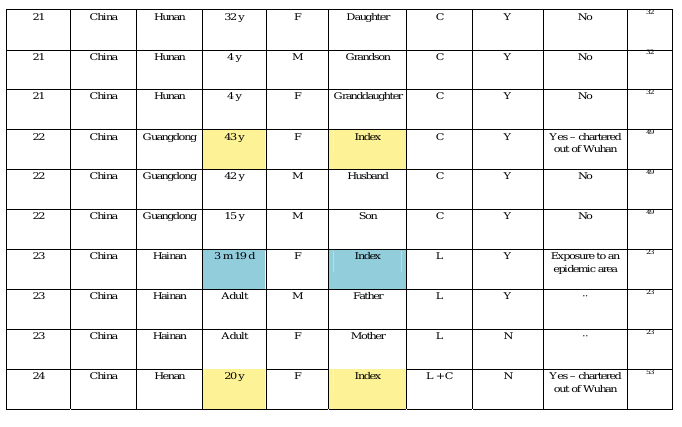 21 China Hunan 32 y F Daughter C Y No 32
21 China Hunan 4 y M Grandson C Y No 32
21 China Hunan 4 y F Granddaughter C Y No 32
22 China Guangdong 43 y F Index C Y Yes – chartered 49
out of Wuhan
22 China Guangdong 42 y M Husband C Y No 49
22 China Guangdong 15 y M Son C Y No 49
23 China Hainan 3 m 19 d F Index L Y Exposure to an 23
epidemic area
23 China Hainan Adult M Father L Y .. 23
23 China Hainan Adult F Mother L N .. 23
24 China Henan 20 y F Index L + C N Yes – chartered 53
out of Wuhan